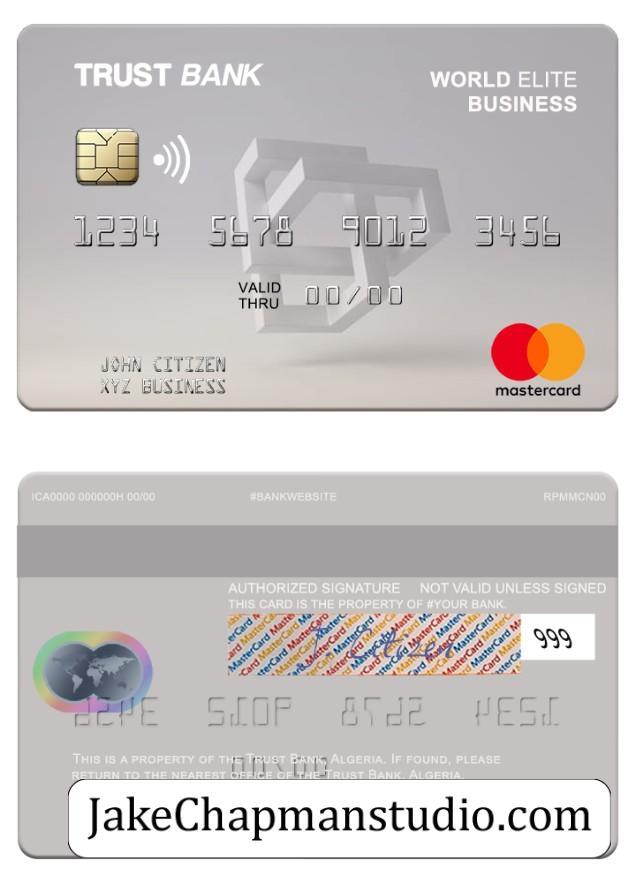 TRUST BANK
WORLD ELITE
BUSINESS
1234 5678 9012 3456
VALID
THRU
00/00
JOHN CITIZEN
XYZ BUSINESS
mastercard
ICA0000 000000H 00/00 #BANKWEBSITE RPMMCN00
AUTHORIZED SIGNATURE NOT VALID UNLESS SIGNED
THIS CARD IS THE PROPERTY OF #YOUR BANK.
MasterCard
J. Citizen
999
THIS IS A PROPERTY OF THE TRUST BANK, ALGERIA. IF FOUND, PLEASE
RETURN TO THE NEAREST OFFICE OF THE TRUST BANK, ALGERIA.
JakeChapmanstudio.com